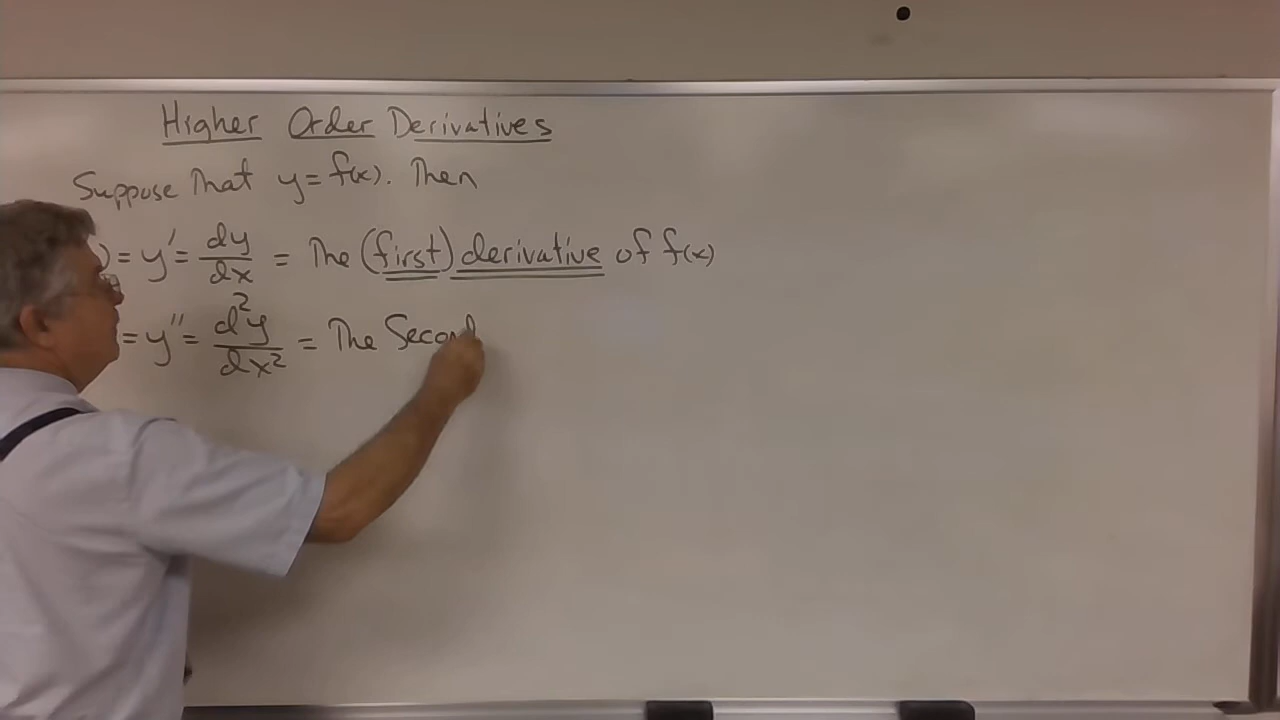 Higher Order Derivatives
Suppose That y = f(x). Then
) = y' = dy/dx = The (first) derivative of f(x)
= y'' = d²y/dx² = The Second